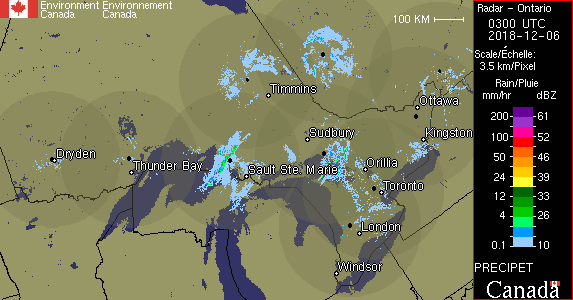 Environment Environnement
Canada Canada
100 KM
Timmins
Ottawa
Sudbury
Kingston
Dryden
Thunder Bay
Sault Ste. Marie
Orillia
Toronto
London
Windsor
Radar - Ontario
0300 UTC
2018-12-06
Scale/Échelle:
3.5 km/Pixel
Rain/Pluie
mm/hr dBZ
200 61
100 56
50 46
24 39
12 34
4 26
0.1 10
PRECIPET
Canada